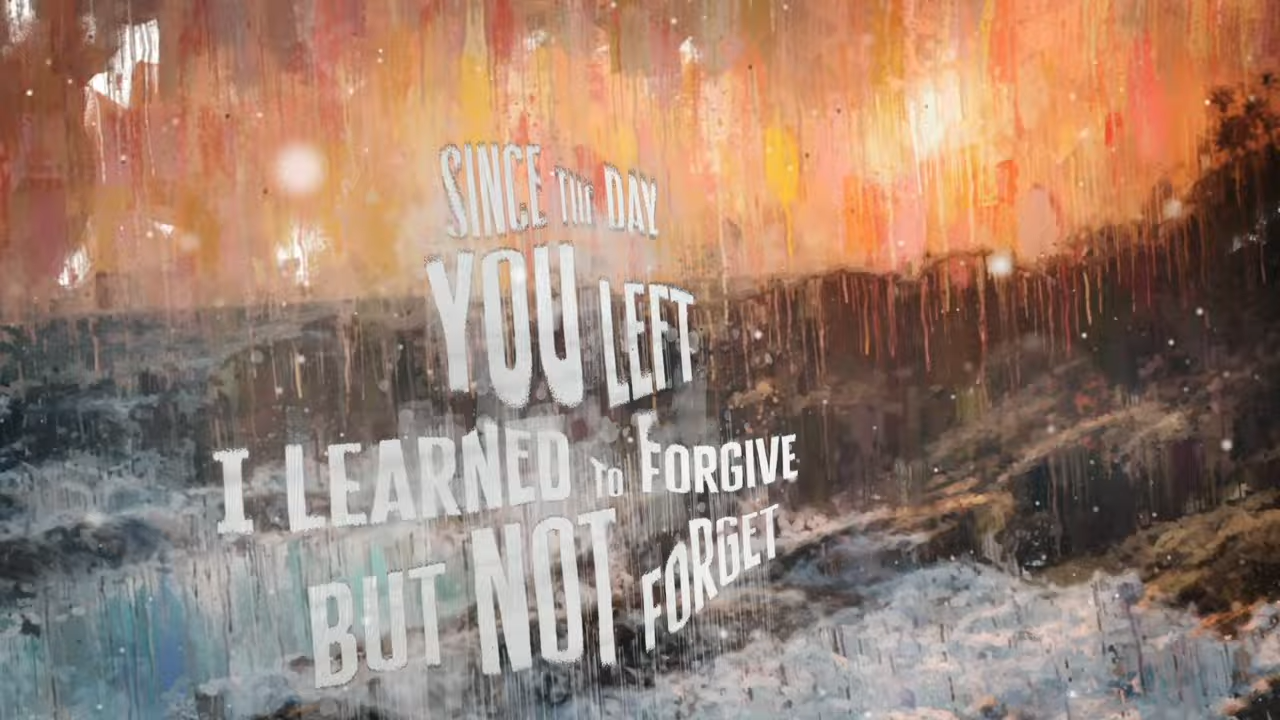 SINCE THE DAY
YOU LEFT
I LEARNED TO FORGIVE
BUT NOT FORGET